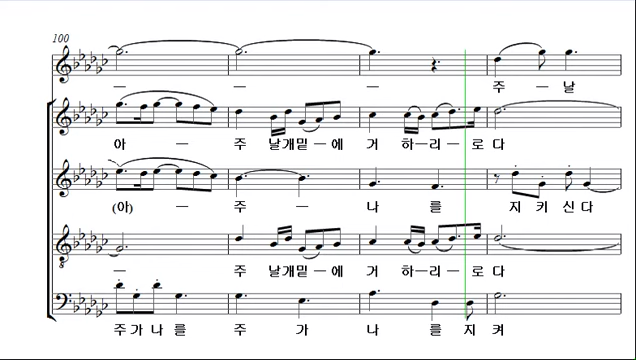 100
— — — 주 — 날
아 — 주 날개밑 — 에 거 하 — 리 — 로 다
(아) — 주 — 나 를 지 키 신 다
— 주 날개밑 — 에 거 하 — 리 — 로 다
주 가 나 를 주 가 나 를 지 켜